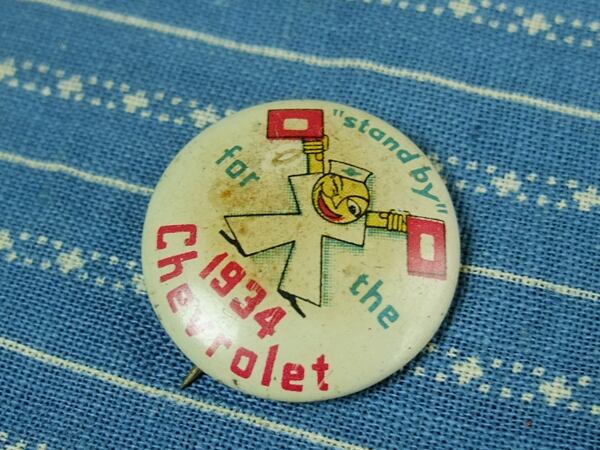 "stand by"
for the
1934
Chevrolet